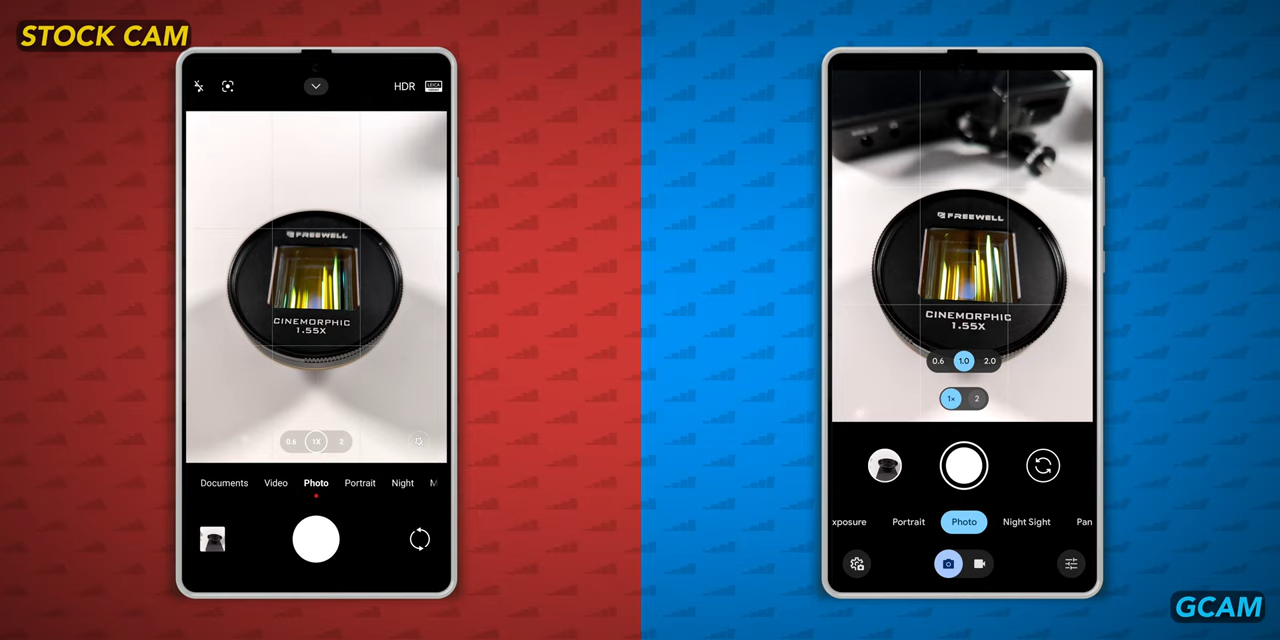 STOCK CAM
HDR
LEICA
FREEWELL
CINEMORPHIC
1.55X
0.6 1X 2
Documents Video Photo Portrait Night M
FREEWELL
CINEMORPHIC
1.55X
0.6 1.0 2.0
1× 2
xposure Portrait Photo Night Sight Pan
GCAM